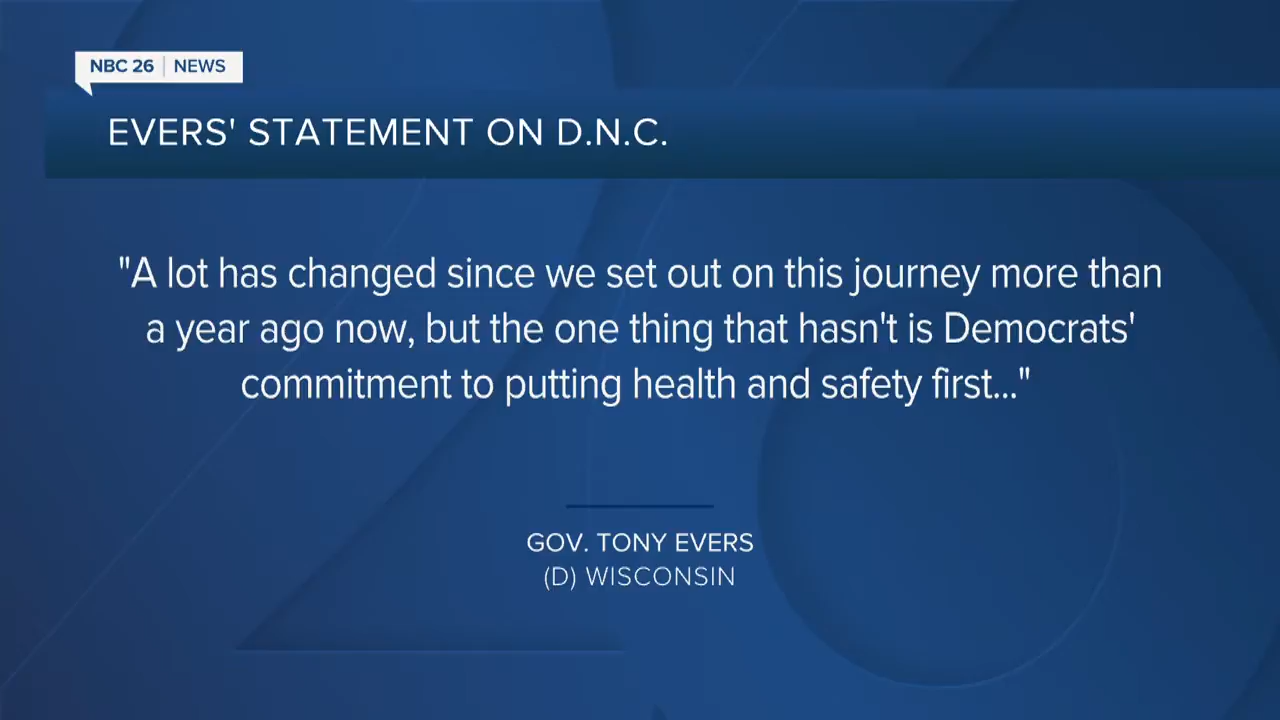 NBC 26 | NEWS
EVERS' STATEMENT ON D.N.C.
"A lot has changed since we set out on this journey more than
a year ago now, but the one thing that hasn't is Democrats'
commitment to putting health and safety first..."
GOV. TONY EVERS
(D) WISCONSIN